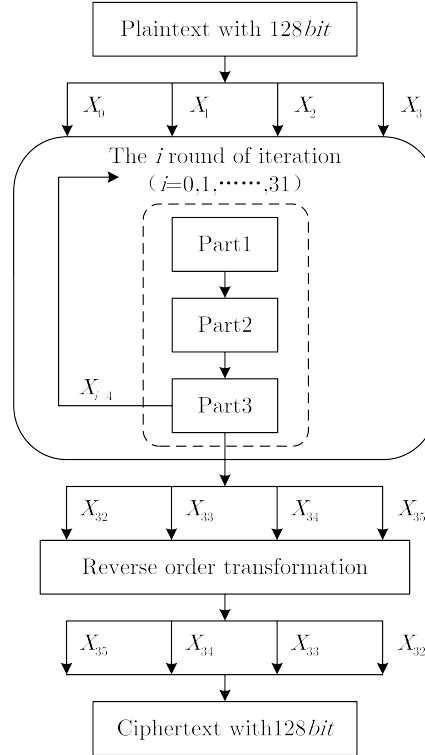 Plaintext with 128bit
X0 X1 X2 X3
The i round of iteration
(i=0,1,……,31)
Part1
Part2
Part3
Xi 4
X32 X33 X34 X35
Reverse order transformation
X35 X34 X33 X32
Ciphertext with128bit